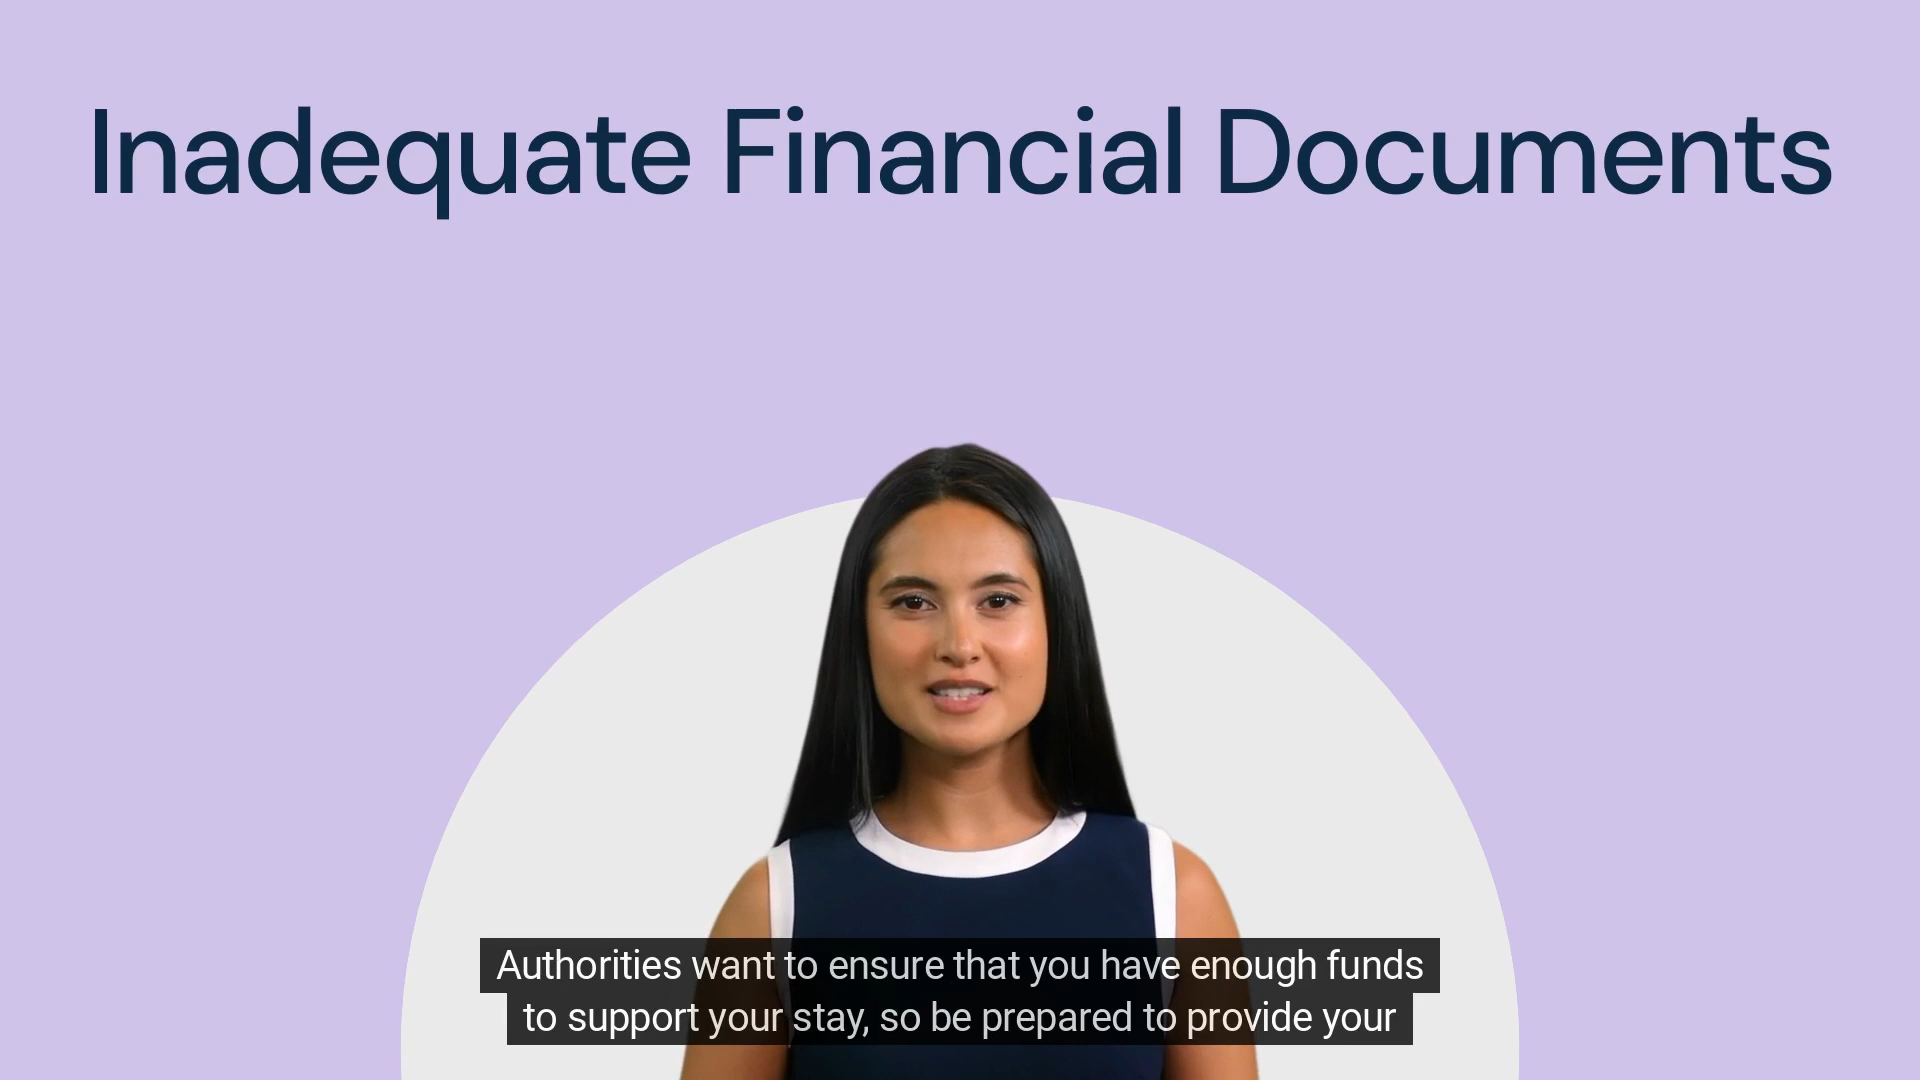 Inadequate Financial Documents
Authorities want to ensure that you have enough funds
to support your stay, so be prepared to provide your